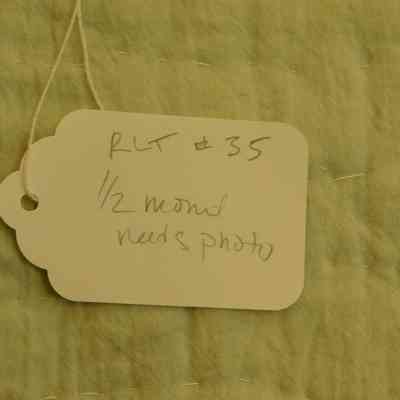 RLT # 35
1/2 mond
needs photo